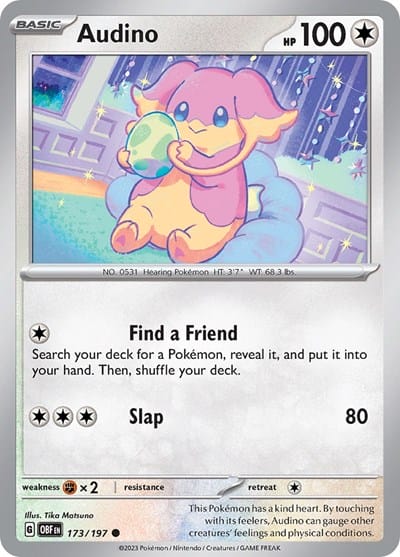 BASIC
Audino
HP 100
NO. 0531 Hearing Pokémon HT: 3'7" WT: 68.3 lbs.
Find a Friend
Search your deck for a Pokémon, reveal it, and put it into
your hand. Then, shuffle your deck.
Slap 80
weakness ×2 resistance retreat
Illus. Tika Matsuno
G OBF EN 173/197
This Pokémon has a kind heart. By touching
with its feelers, Audino can gauge other
creatures' feelings and physical conditions.
©2023 Pokémon / Nintendo / Creatures / GAME FREAK